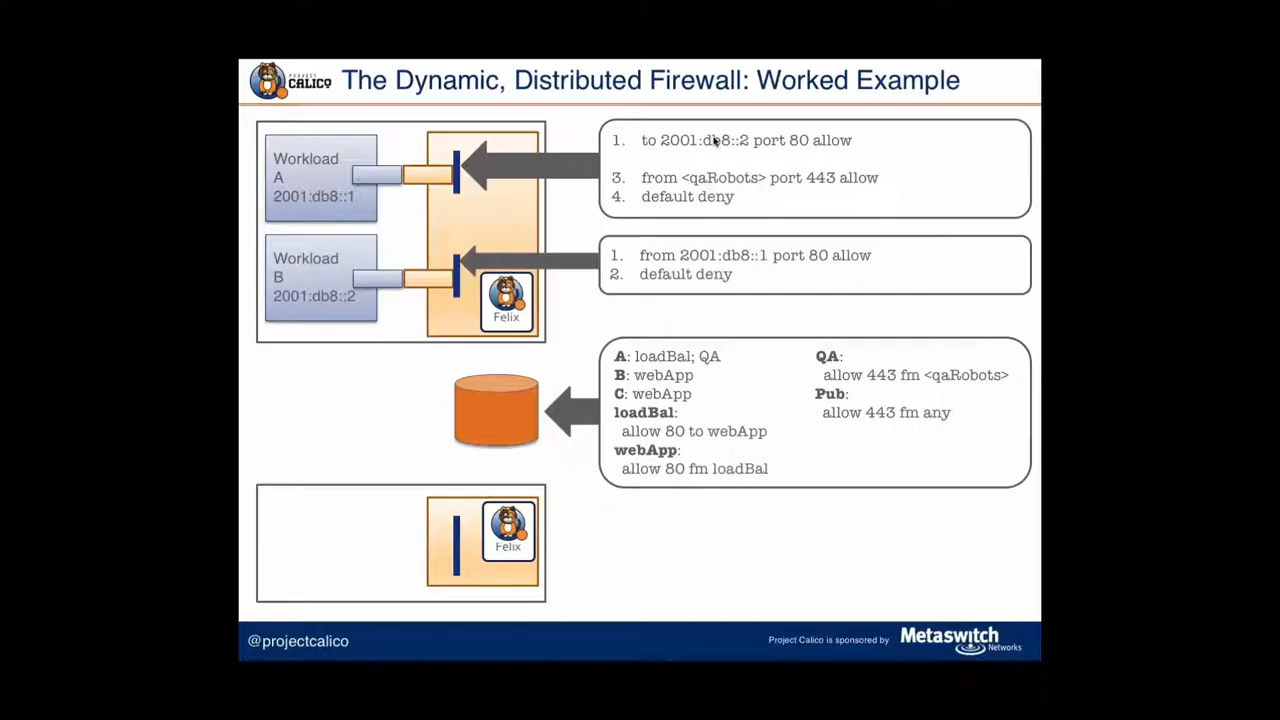 PROJECT
CALICO
The Dynamic, Distributed Firewall: Worked Example
Workload
A
2001:db8::1
Workload
B
2001:db8::2
Felix
1. to 2001:db8::2 port 80 allow
3. from <qaRobots> port 443 allow
4. default deny
1. from 2001:db8::1 port 80 allow
2. default deny
A: loadBal; QA
B: webApp
C: webApp
loadBal:
allow 80 to webApp
webApp:
allow 80 fm loadBal
QA:
allow 443 fm <qaRobots>
Pub:
allow 443 fm any
Felix
@projectcalico
Project Calico is sponsored by
Metaswitch
Networks